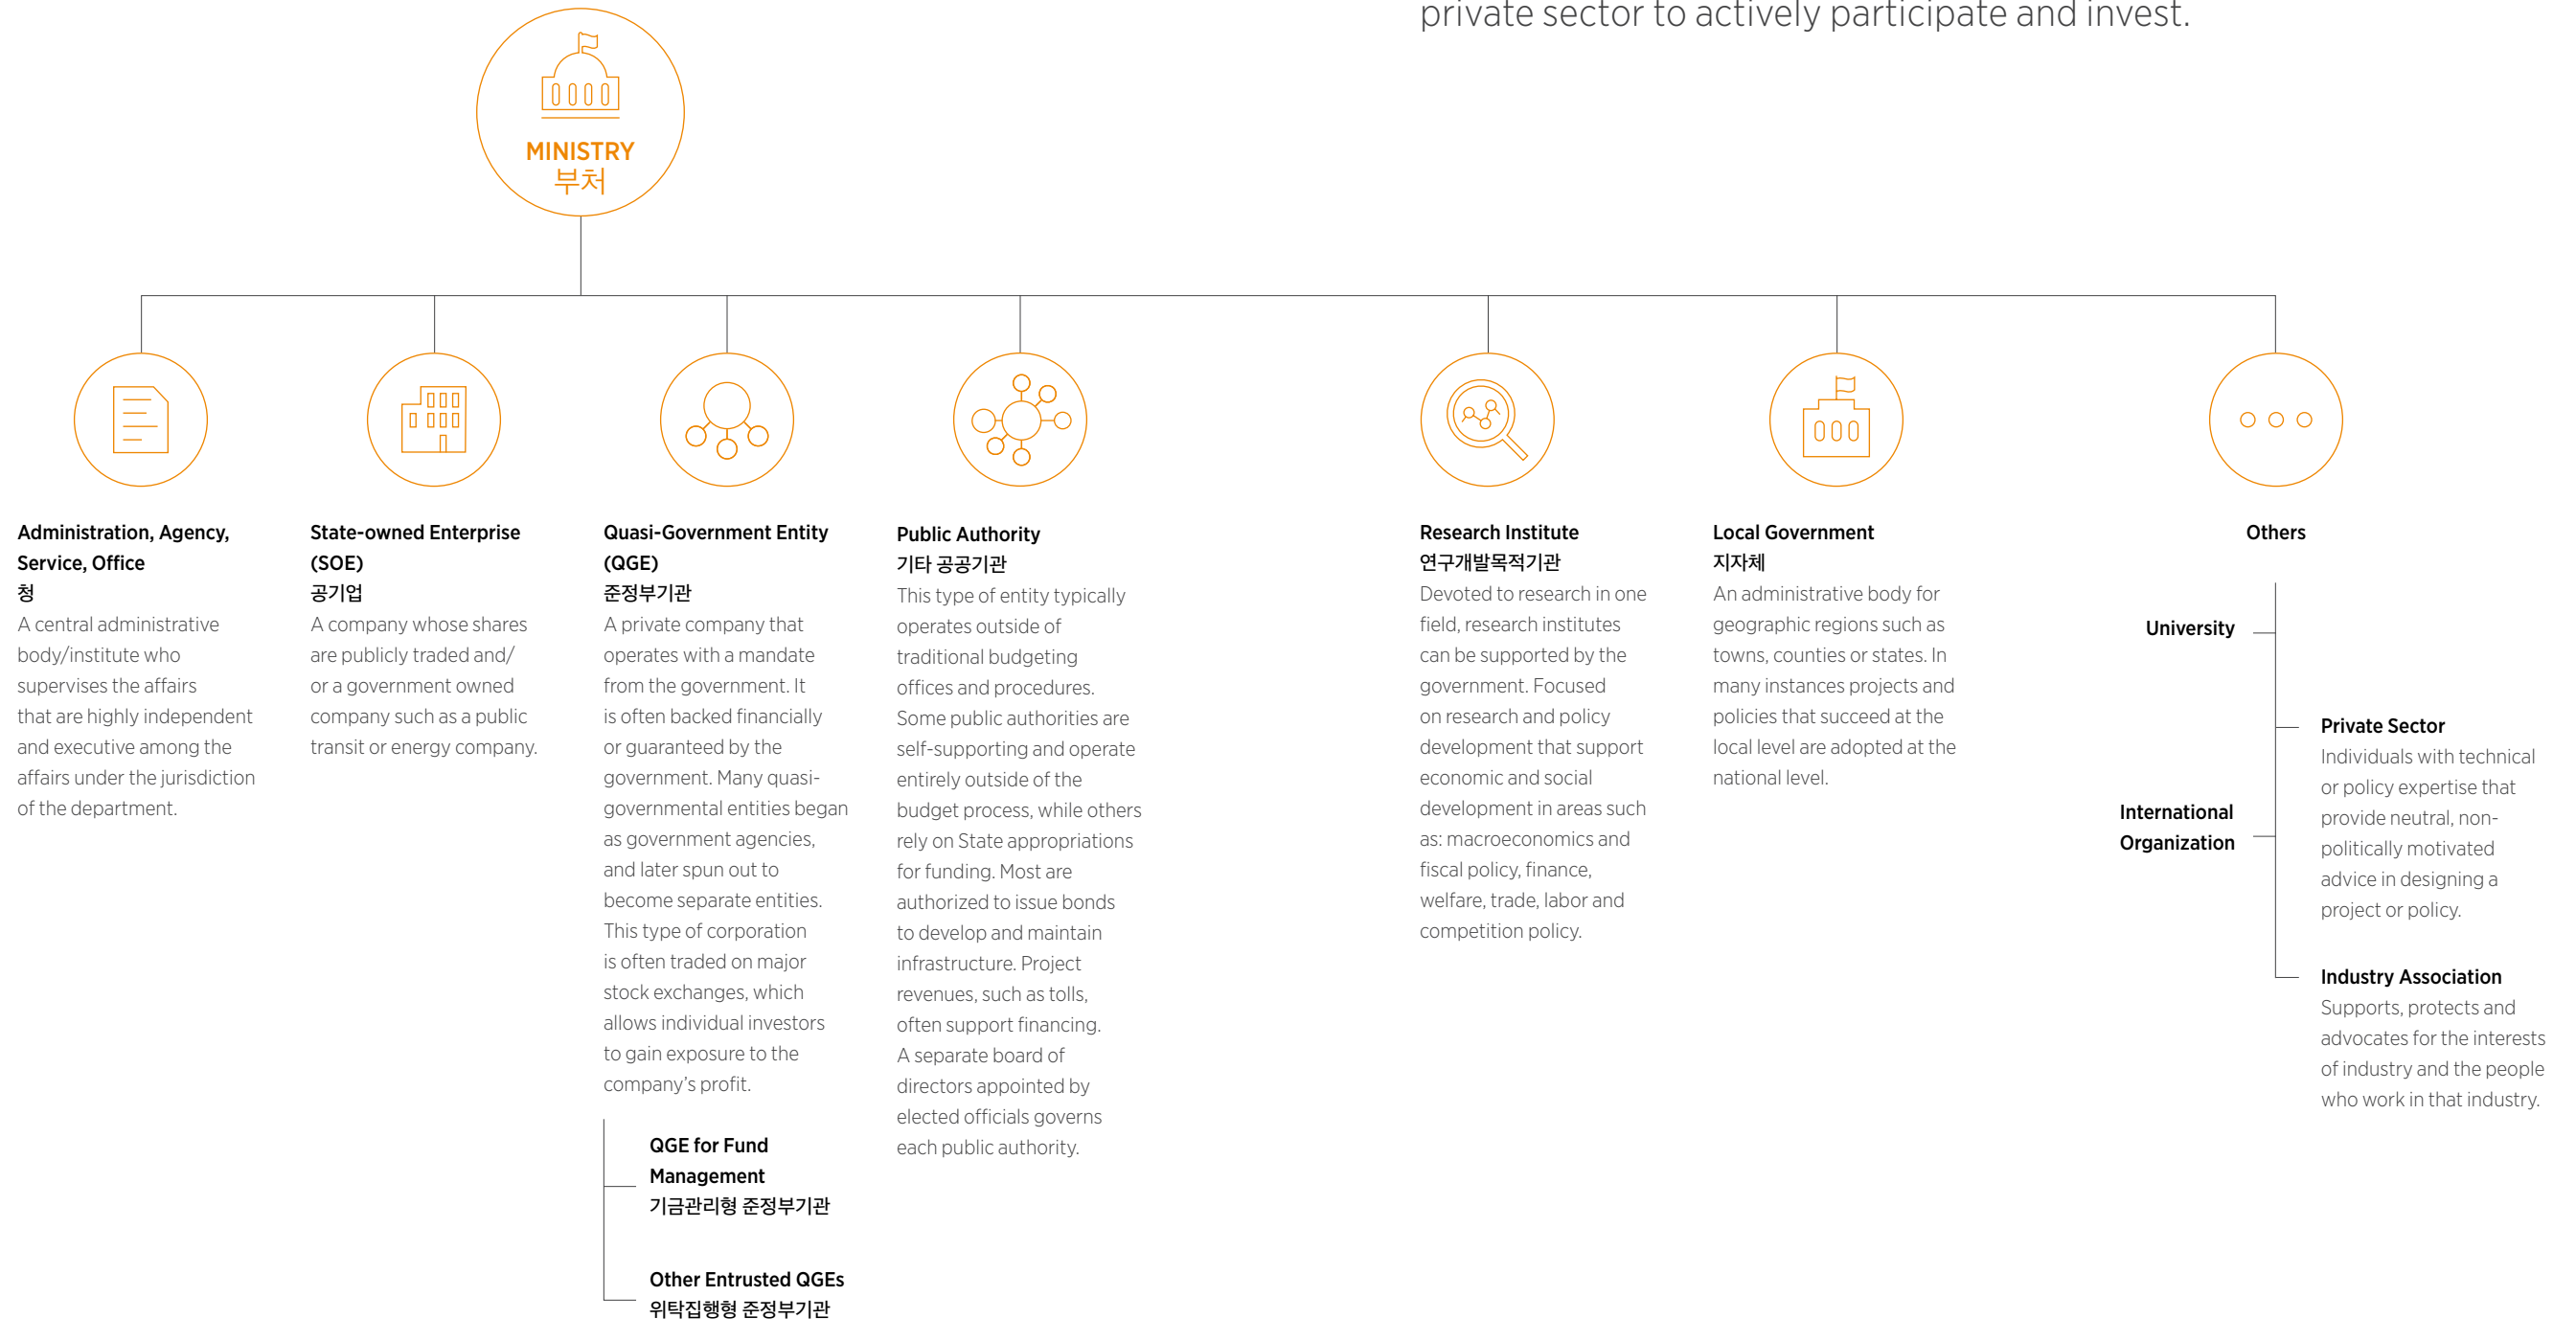 private sector to actively participate and invest.
MINISTRY
부처
Administration, Agency,
Service, Office
청
A central administrative
body/institute who
supervises the affairs
that are highly independent
and executive among the
affairs under the jurisdiction
of the department.
State-owned Enterprise
(SOE)
공기업
A company whose shares
are publicly traded and/
or a government owned
company such as a public
transit or energy company.
Quasi-Government Entity
(QGE)
준정부기관
A private company that
operates with a mandate
from the government. It
is often backed financially
or guaranteed by the
government. Many quasi-
governmental entities began
as government agencies,
and later spun out to
become separate entities.
This type of corporation
is often traded on major
stock exchanges, which
allows individual investors
to gain exposure to the
company’s profit.
QGE for Fund
Management
기금관리형 준정부기관
Other Entrusted QGEs
위탁집행형 준정부기관
Public Authority
기타 공공기관
This type of entity typically
operates outside of
traditional budgeting
offices and procedures.
Some public authorities are
self-supporting and operate
entirely outside of the
budget process, while others
rely on State appropriations
for funding. Most are
authorized to issue bonds
to develop and maintain
infrastructure. Project
revenues, such as tolls,
often support financing.
A separate board of
directors appointed by
elected officials governs
each public authority.
Research Institute
연구개발목적기관
Devoted to research in one
field, research institutes
can be supported by the
government. Focused
on research and policy
development that support
economic and social
development in areas such
as: macroeconomics and
fiscal policy, finance,
welfare, trade, labor and
competition policy.
Local Government
지자체
An administrative body for
geographic regions such as
towns, counties or states. In
many instances projects and
policies that succeed at the
local level are adopted at the
national level.
Others
University
Private Sector
Individuals with technical
or policy expertise that
provide neutral, non-
politically motivated
advice in designing a
project or policy.
International
Organization
Industry Association
Supports, protects and
advocates for the interests
of industry and the people
who work in that industry.